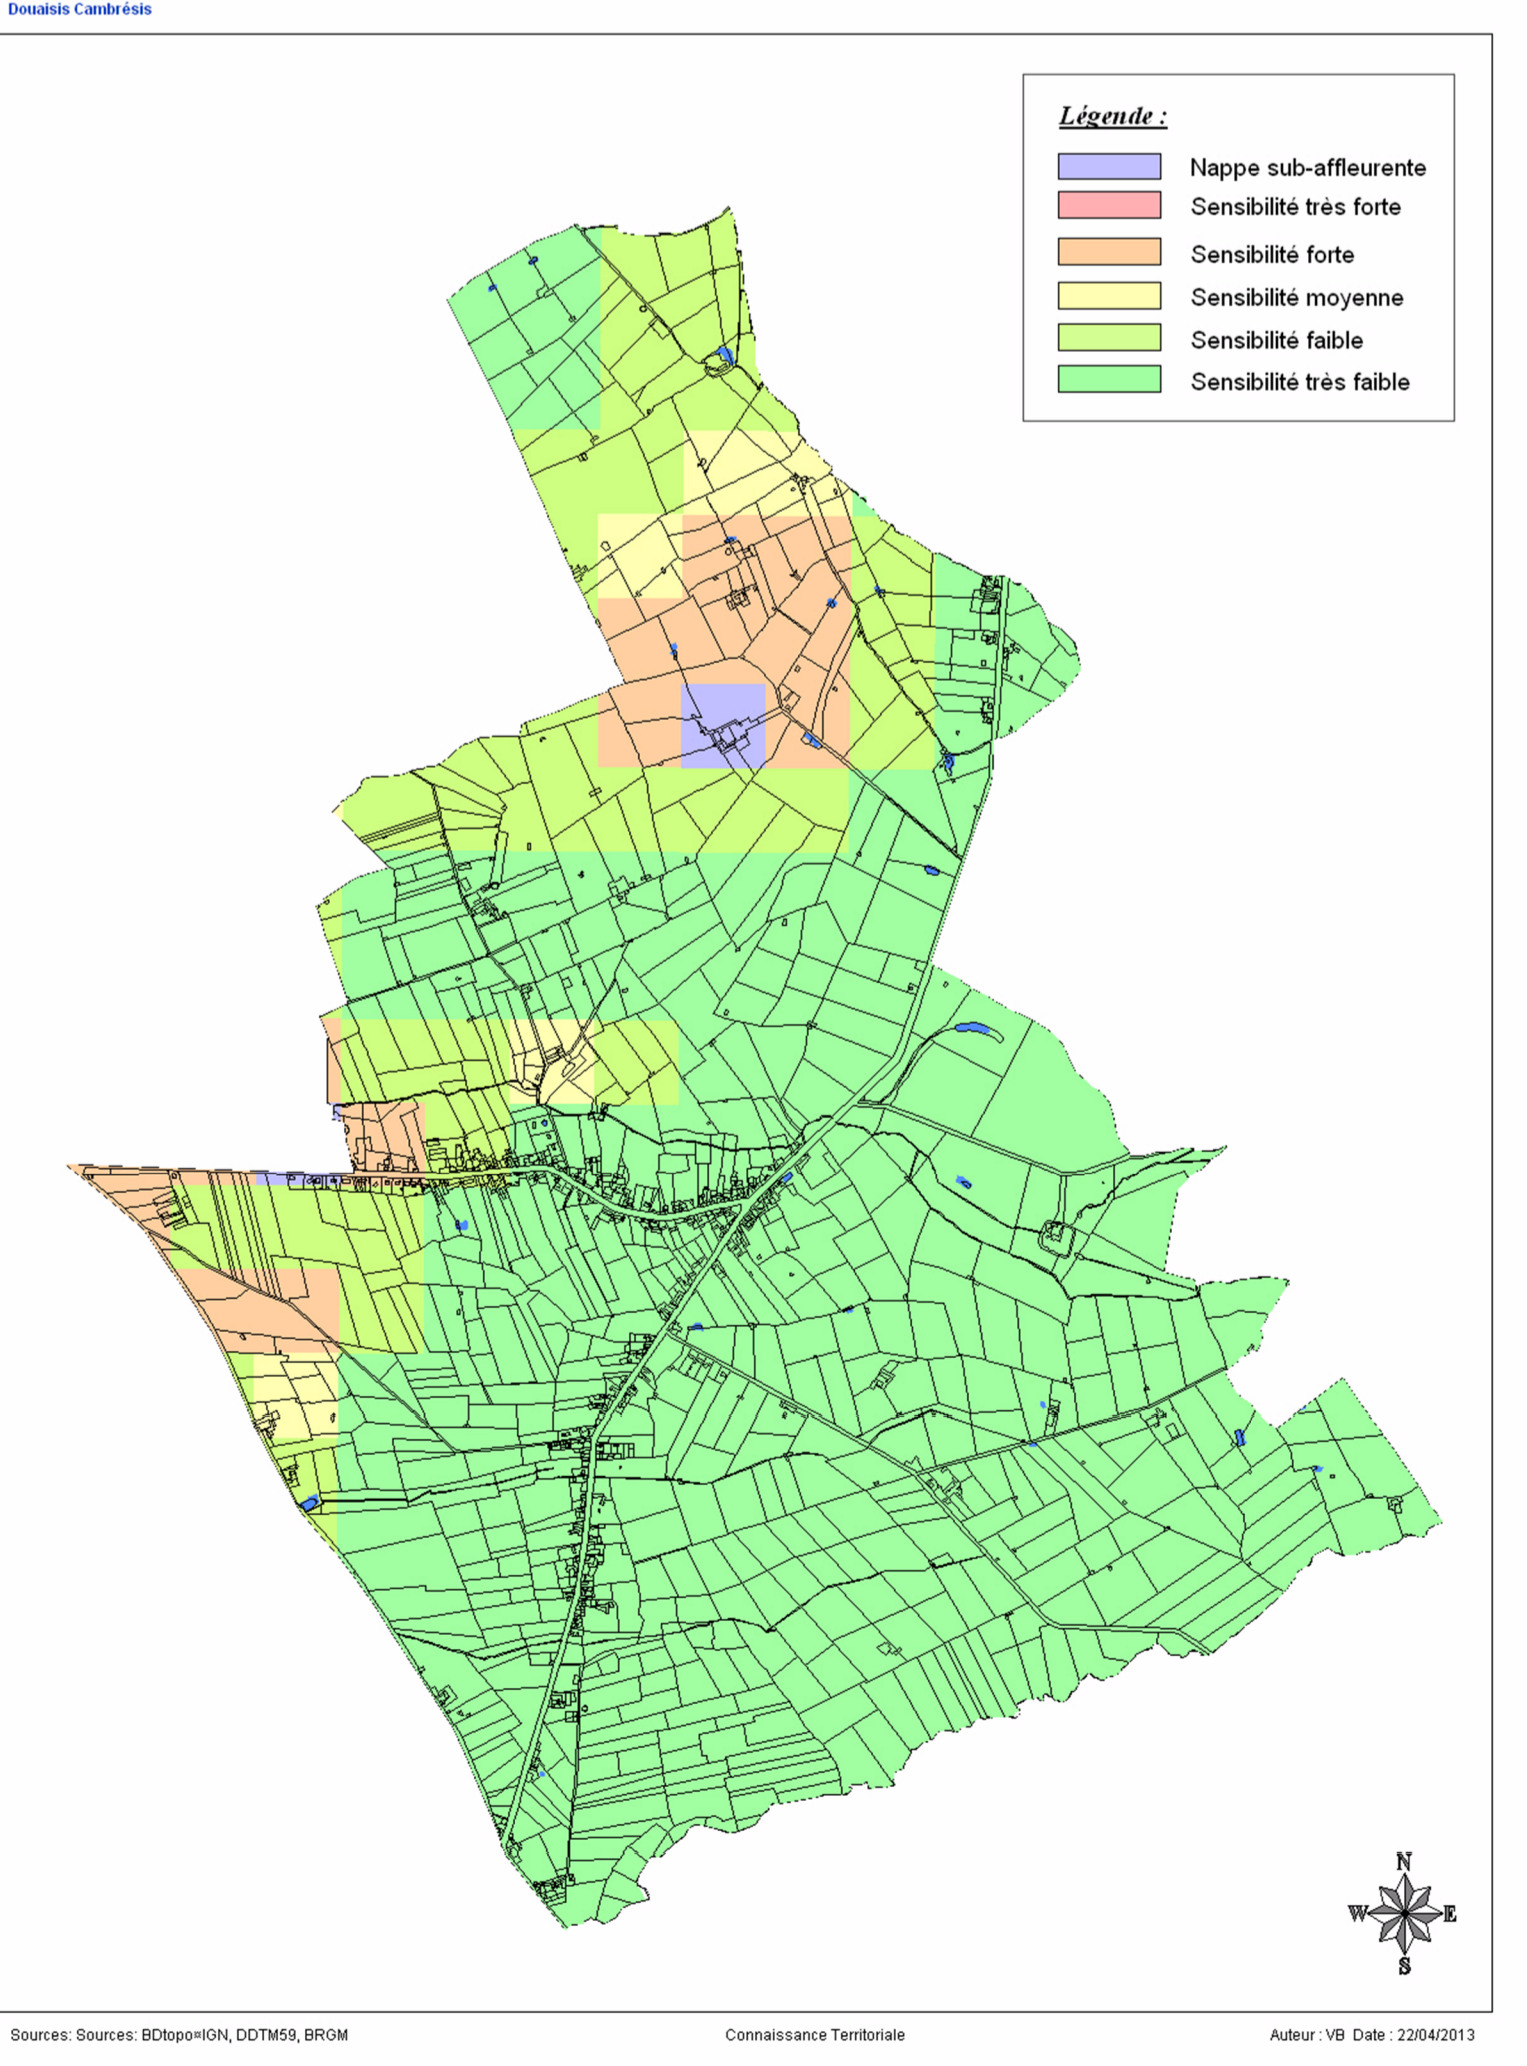 Douaisis Cambrésis
Légende :
Nappe sub-affleurente
Sensibilité très forte
Sensibilité forte
Sensibilité moyenne
Sensibilité faible
Sensibilité très faible
N
W E
S
Sources: Sources: BDtopo¤IGN, DDTM59, BRGM
Connaissance Territoriale
Auteur : VB Date : 22/04/2013